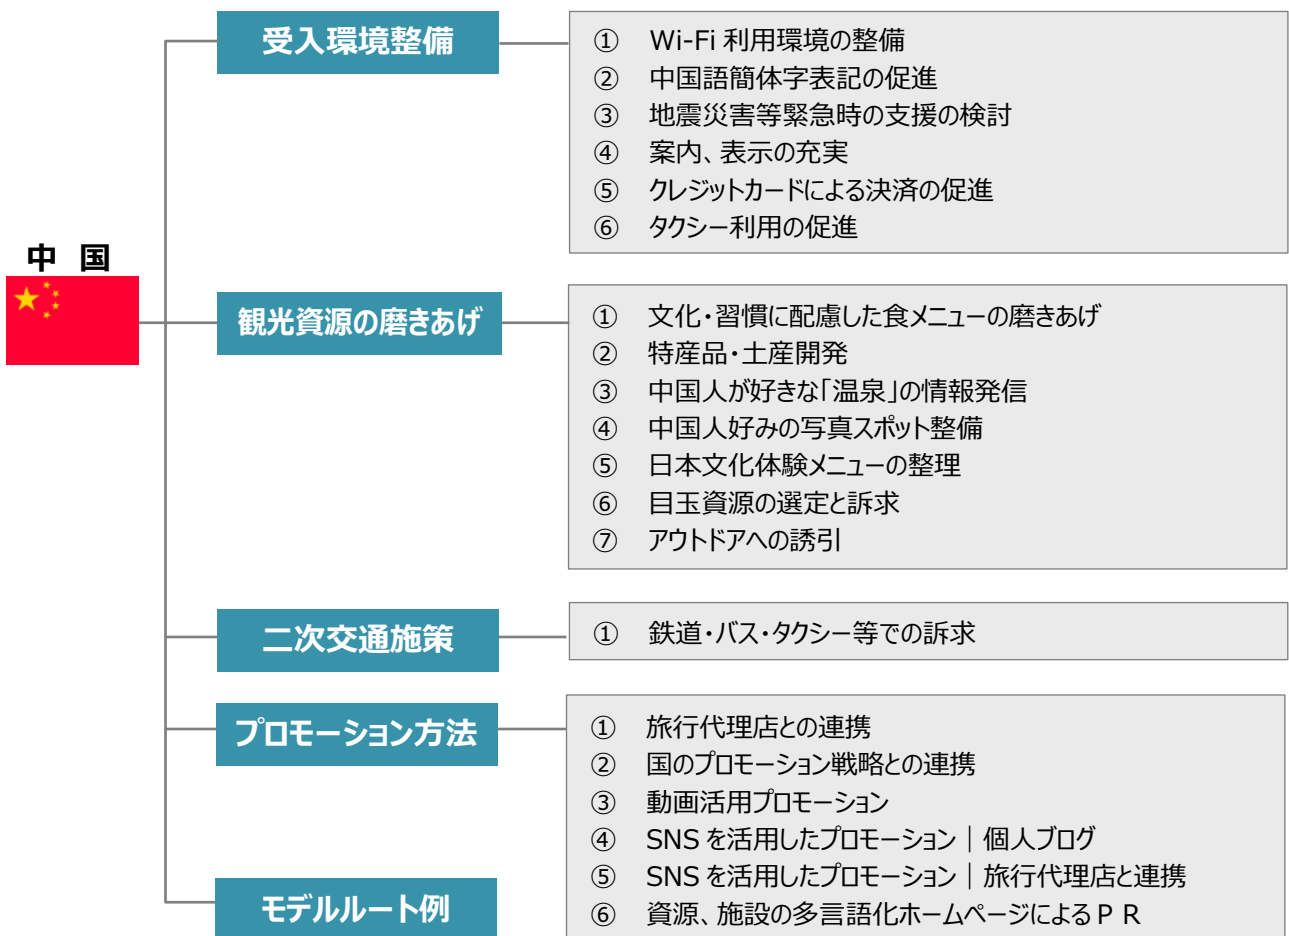 中 国
受入環境整備
① Wi-Fi 利用環境の整備
② 中国語簡体字表記の促進
③ 地震災害等緊急時の支援の検討
④ 案内、表示の充実
⑤ クレジットカードによる決済の促進
⑥ タクシー利用の促進
観光資源の磨きあげ
① 文化・習慣に配慮した食メニューの磨きあげ
② 特産品・土産開発
③ 中国人が好きな「温泉」の情報発信
④ 中国人好みの写真スポット整備
⑤ 日本文化体験メニューの整理
⑥ 目玉資源の選定と訴求
⑦ アウトドアへの誘引
二次交通施策
① 鉄道・バス・タクシー等での訴求
プロモーション方法
① 旅行代理店との連携
② 国のプロモーション戦略との連携
③ 動画活用プロモーション
④ SNS を活用したプロモーション｜個人ブログ
⑤ SNS を活用したプロモーション｜旅行代理店と連携
⑥ 資源、施設の多言語化ホームページによるＰＲ
モデルルート例